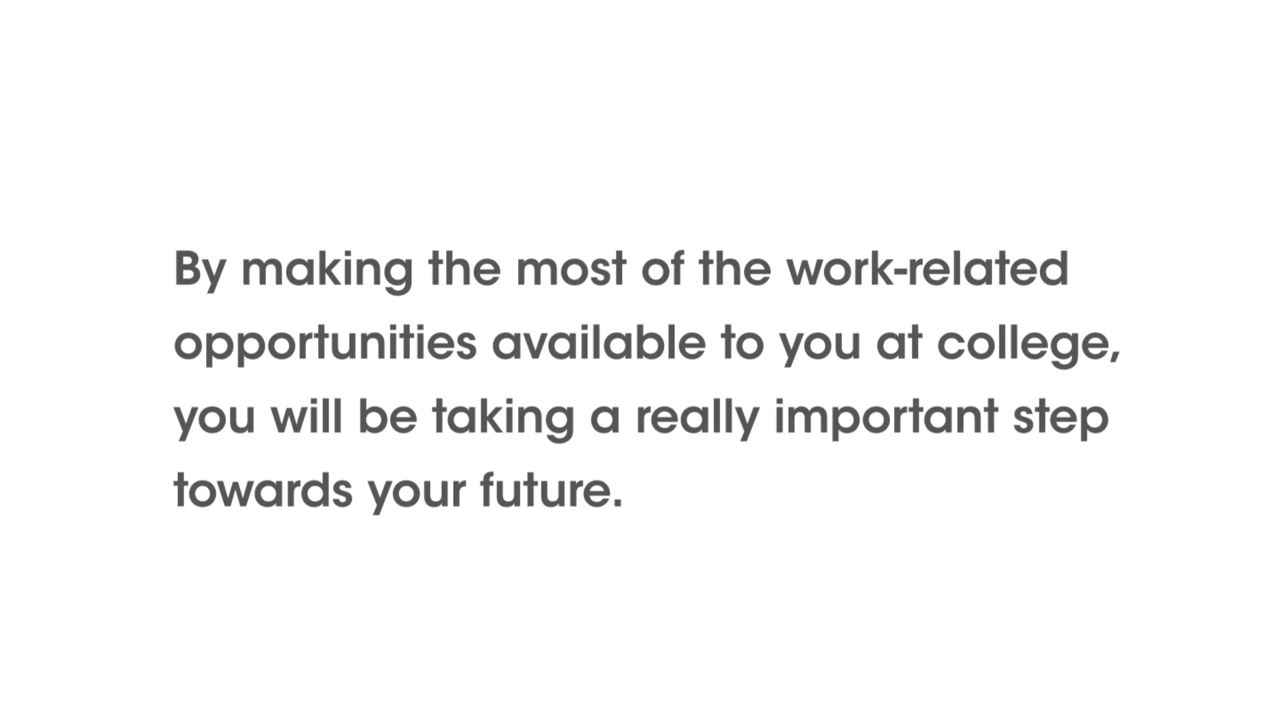 By making the most of the work-related
opportunities available to you at college,
you will be taking a really important step
towards your future.